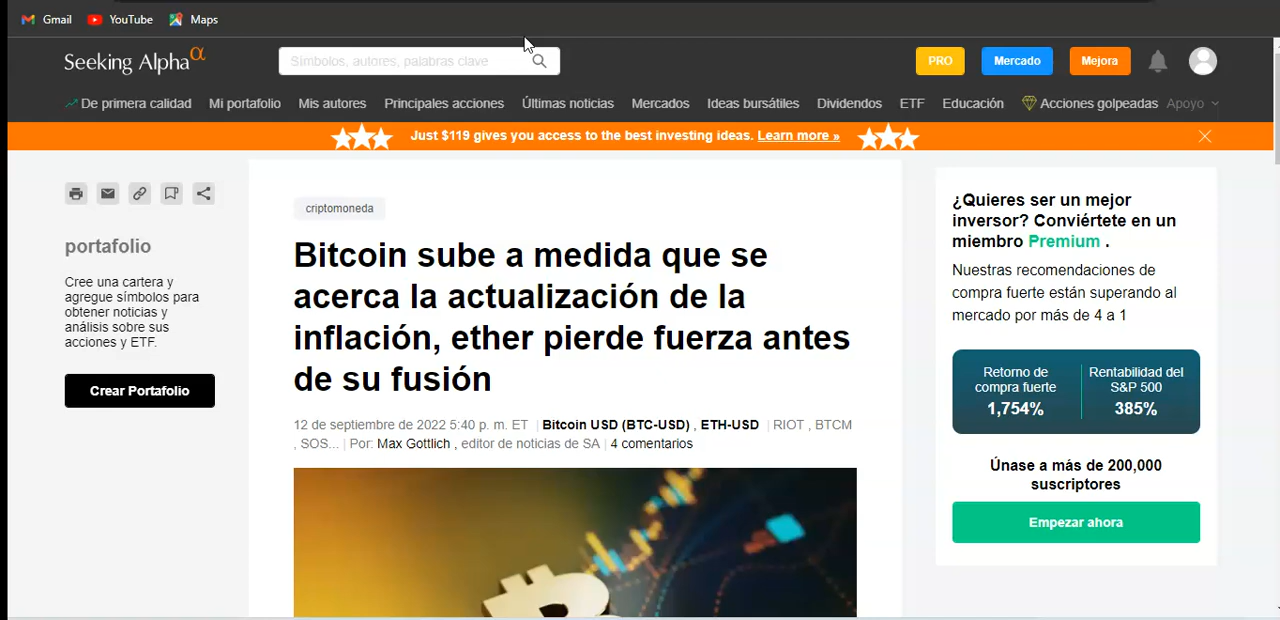 Gmail YouTube Maps
Seeking Alpha α
Símbolos, autores, palabras clave
PRO Mercado Mejora
De primera calidad Mi portafolio Mis autores Principales acciones Últimas noticias Mercados Ideas bursátiles Dividendos ETF Educación Acciones golpeadas Apoyo
Just $119 gives you access to the best investing ideas. Learn more »
portafolio
Cree una cartera y
agregue símbolos para
obtener noticias y
análisis sobre sus
acciones y ETF.
Crear Portafolio
criptomoneda
Bitcoin sube a medida que se
acerca la actualización de la
inflación, ether pierde fuerza antes
de su fusión
12 de septiembre de 2022 5:40 p. m. ET | Bitcoin USD (BTC-USD) , ETH-USD | RIOT , BTCM
, SOS... | Por: Max Gottlich , editor de noticias de SA | 4 comentarios
¿Quieres ser un mejor
inversor? Conviértete en un
miembro Premium .
Nuestras recomendaciones de
compra fuerte están superando al
mercado por más de 4 a 1
Retorno de
compra fuerte
1,754%
Rentabilidad del
S&P 500
385%
Únase a más de 200,000
suscriptores
Empezar ahora